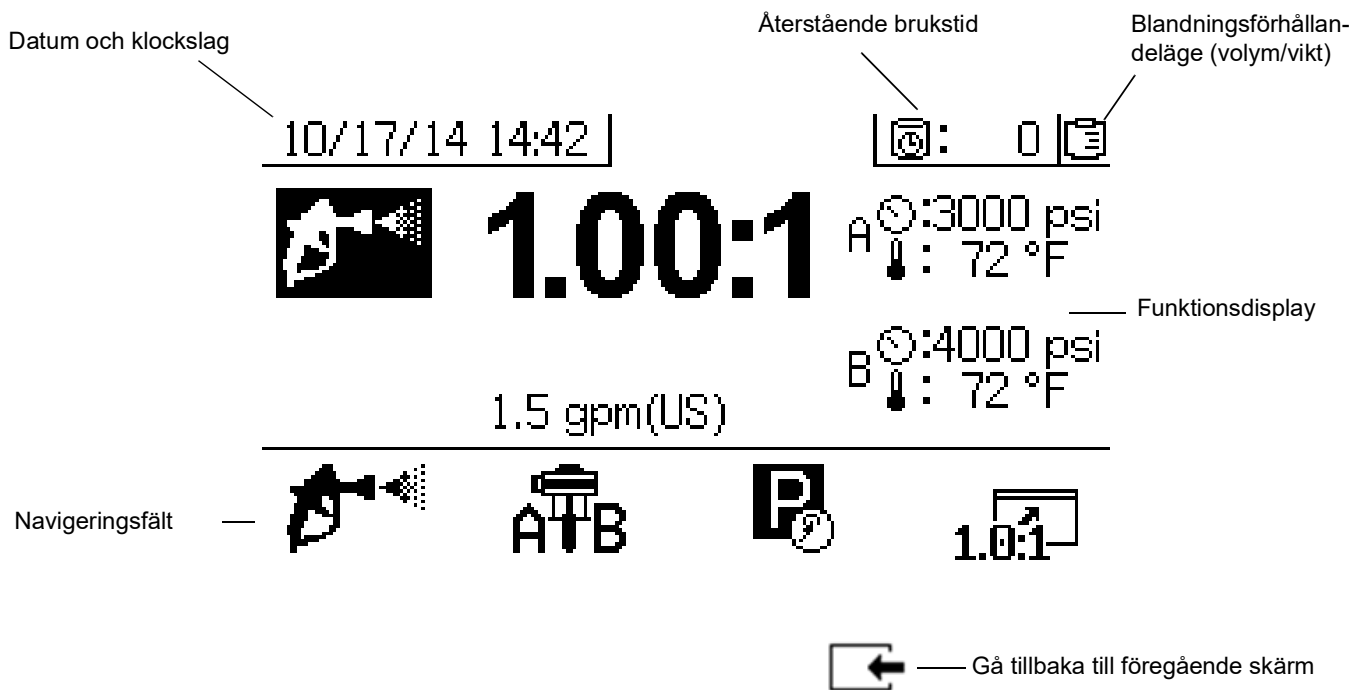 Datum och klockslag
Återstående brukstid
Blandningsförhållan-
deläge (volym/vikt)
10/17/14 14:42
: 0
1.00:1
A :3000 psi
: 72 °F
Funktionsdisplay
B :4000 psi
: 72 °F
1.5 gpm(US)
Navigeringsfält
A B
P
1.0:1
Gå tillbaka till föregående skärm